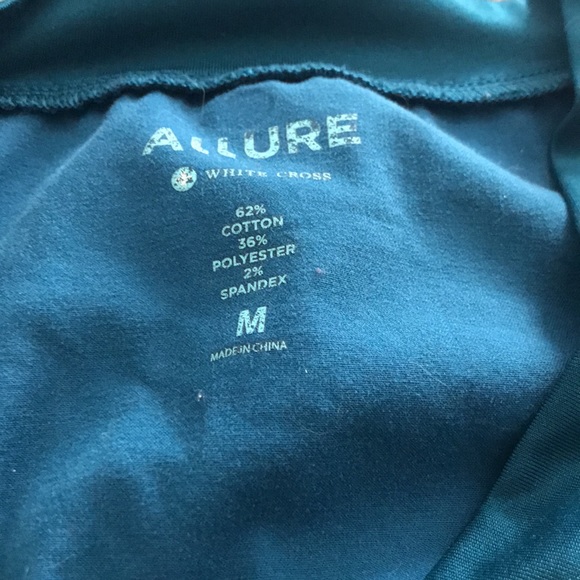 ALLURE
WHITE CROSS
62%
COTTON
36%
POLYESTER
2%
SPANDEX
M
MADE IN CHINA